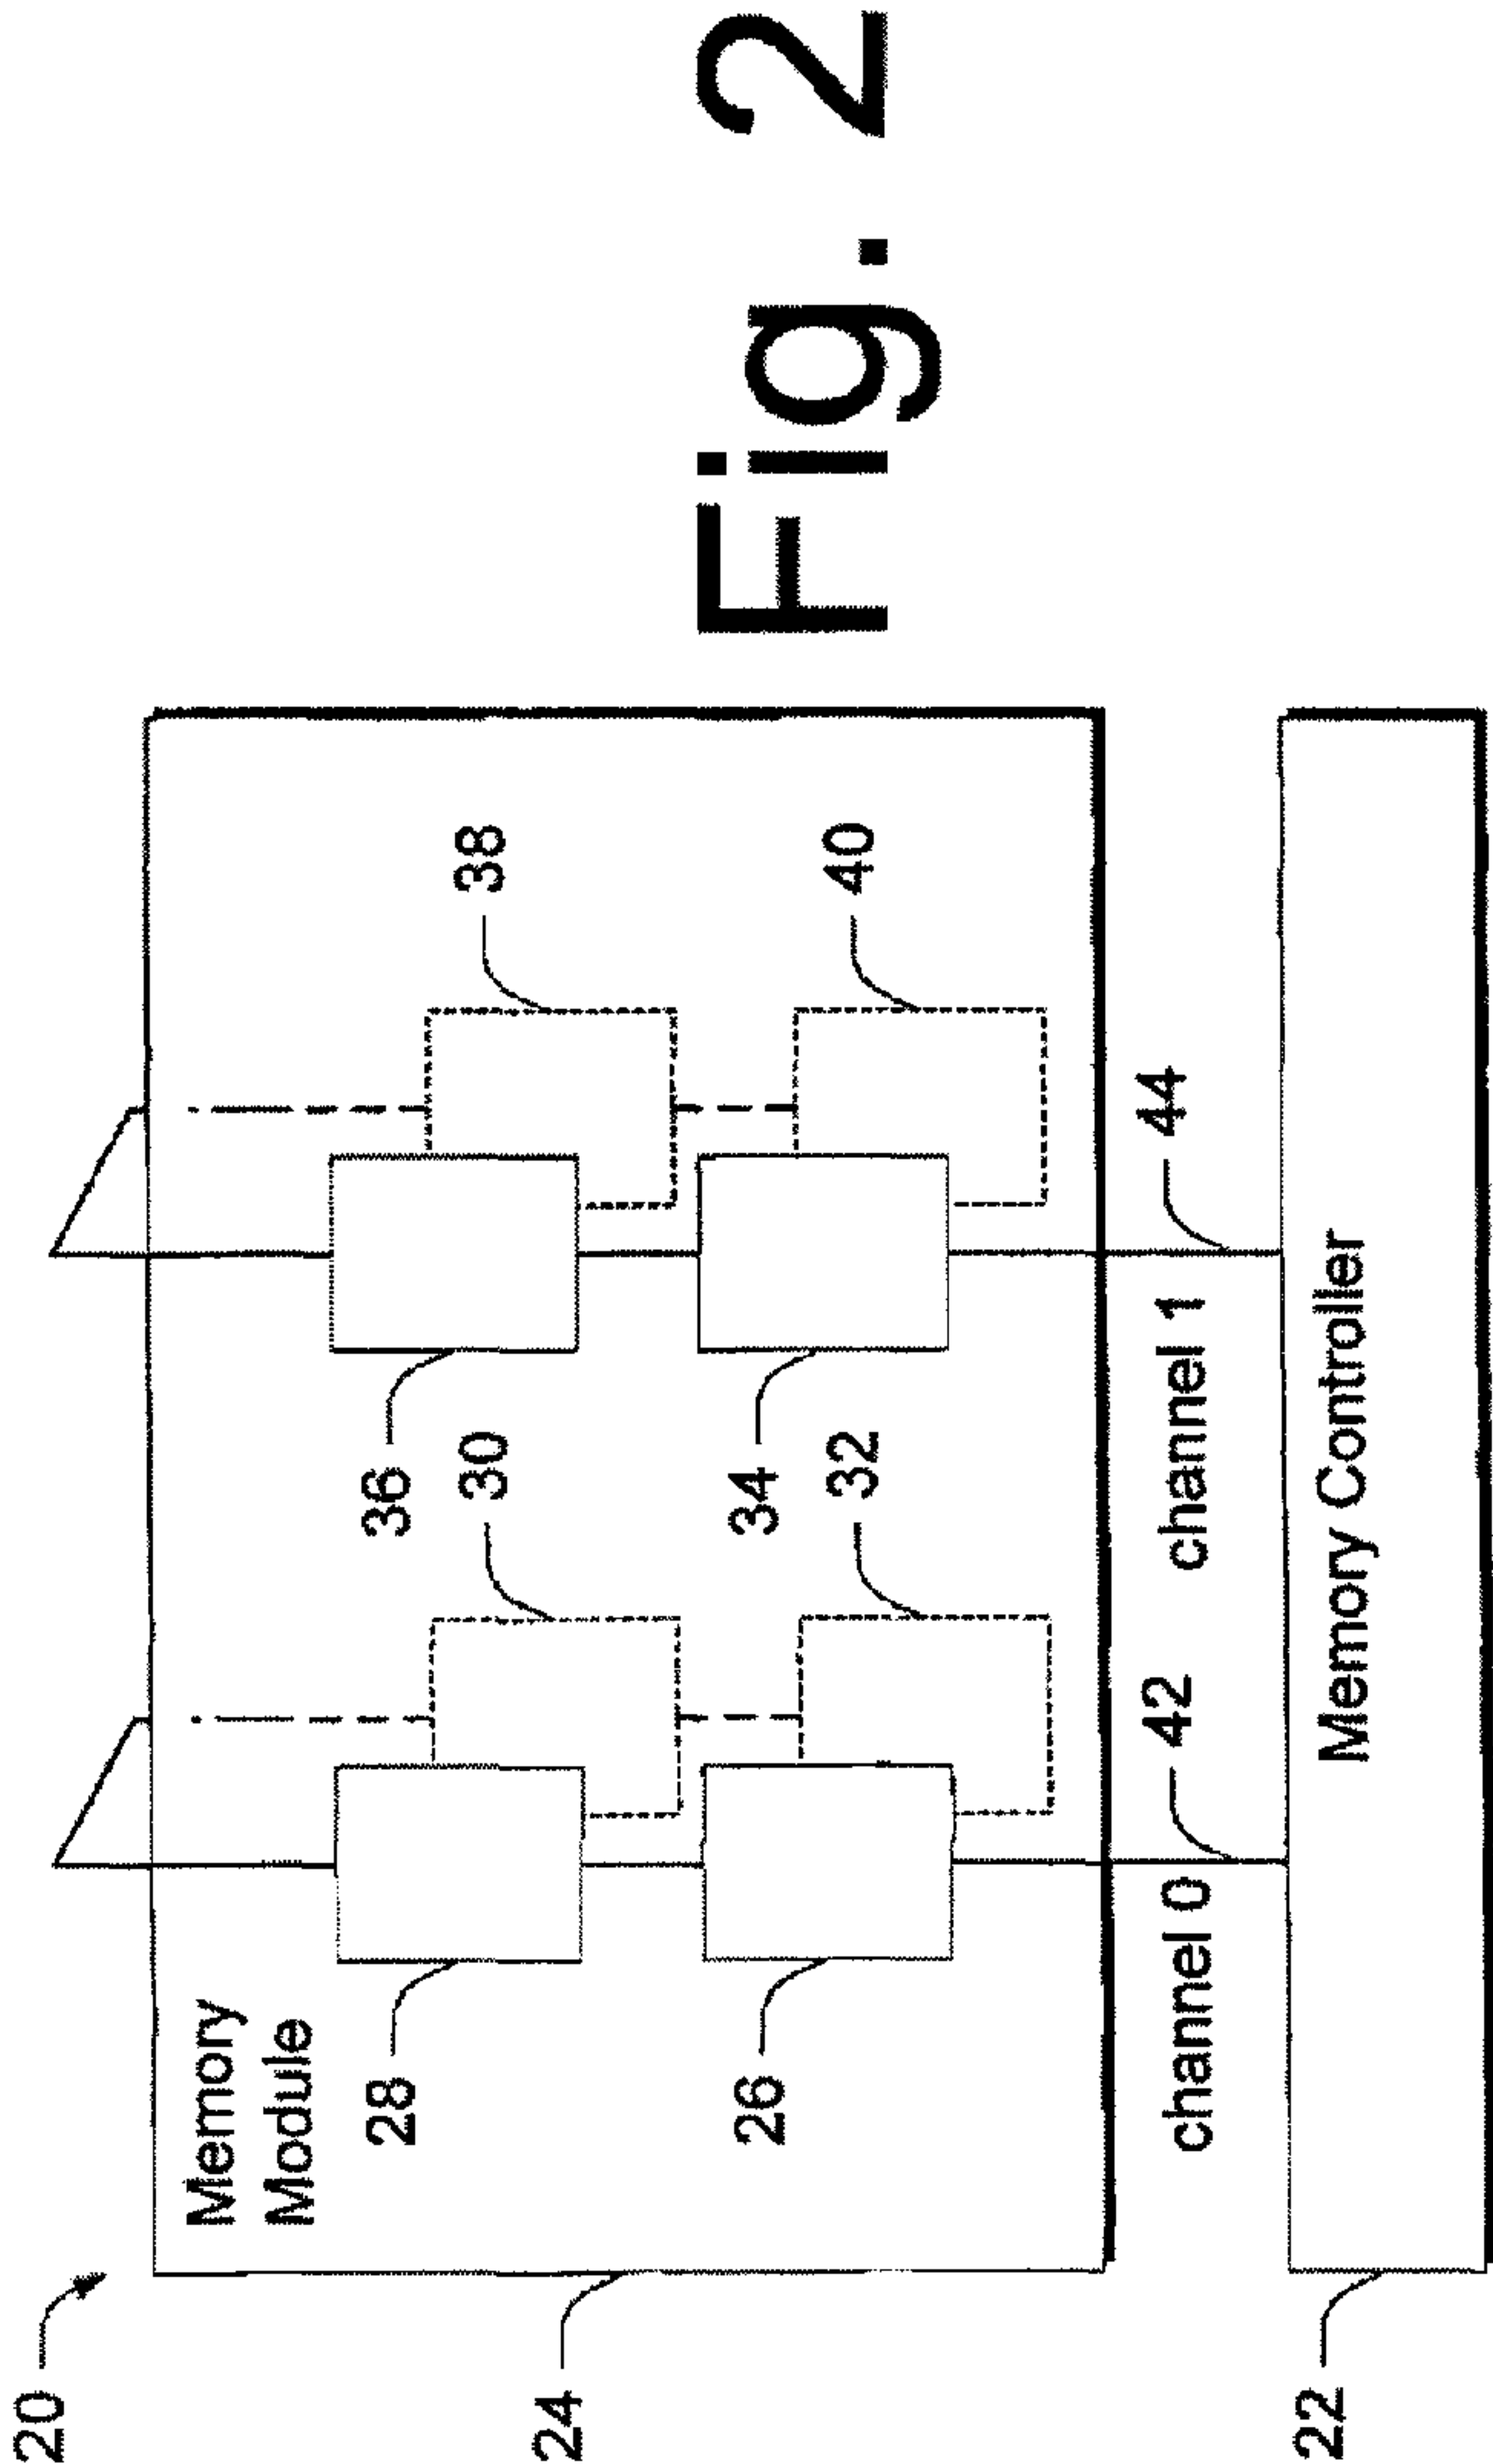 20
Memory
Module
28
26
36
30
34
32
38
40
24
channel 0
42
channel 1
44
Memory Controller
22
Fig. 2